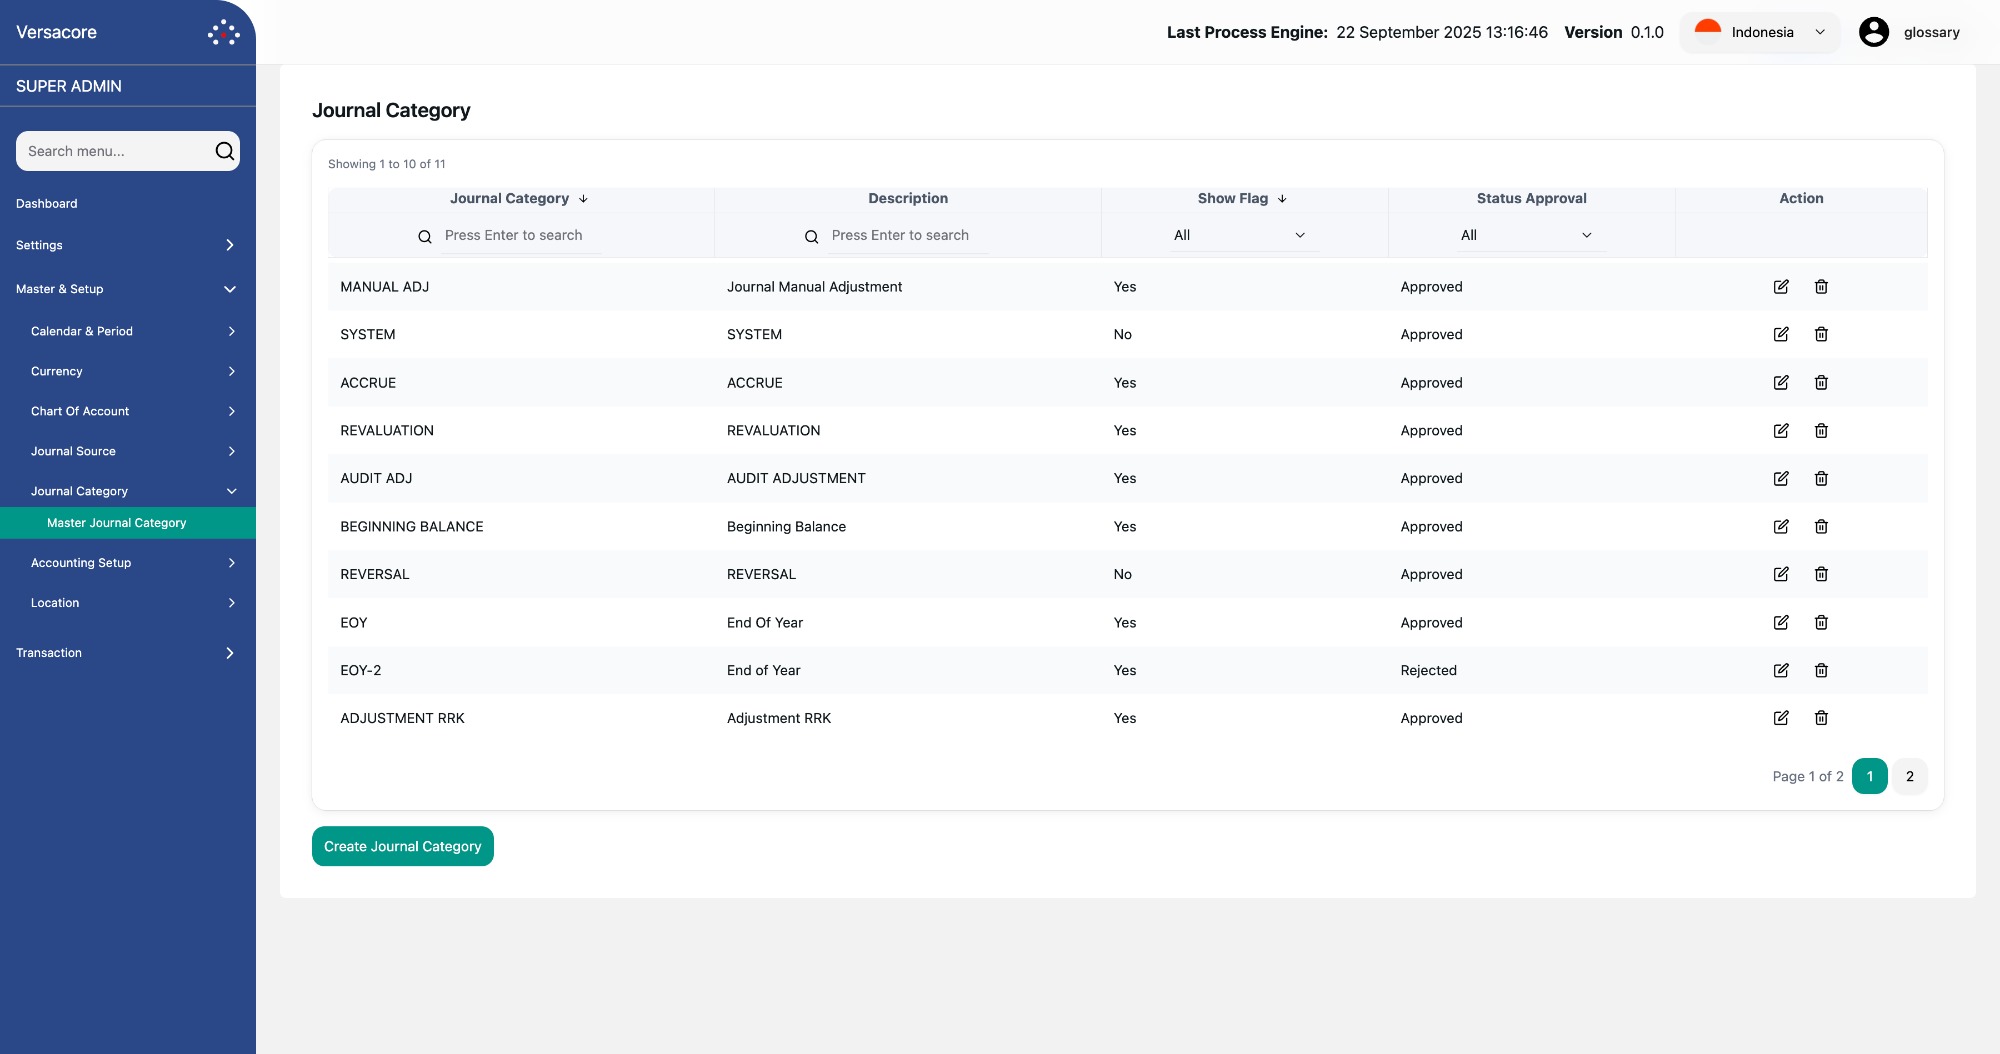 Versacore
Last Process Engine: 22 September 2025 13:16:46 Version 0.1.0 Indonesia glossary
SUPER ADMIN
Search menu...
Dashboard
Settings
Master & Setup
Calendar & Period
Currency
Chart Of Account
Journal Source
Journal Category
Master Journal Category
Accounting Setup
Location
Transaction
Journal Category
Showing 1 to 10 of 11
Journal Category Description Show Flag Status Approval Action
Press Enter to search Press Enter to search All All
MANUAL ADJ Journal Manual Adjustment Yes Approved
SYSTEM SYSTEM No Approved
ACCRUE ACCRUE Yes Approved
REVALUATION REVALUATION Yes Approved
AUDIT ADJ AUDIT ADJUSTMENT Yes Approved
BEGINNING BALANCE Beginning Balance Yes Approved
REVERSAL REVERSAL No Approved
EOY End Of Year Yes Approved
EOY-2 End of Year Yes Rejected
ADJUSTMENT RRK Adjustment RRK Yes Approved
Page 1 of 2 1 2
Create Journal Category